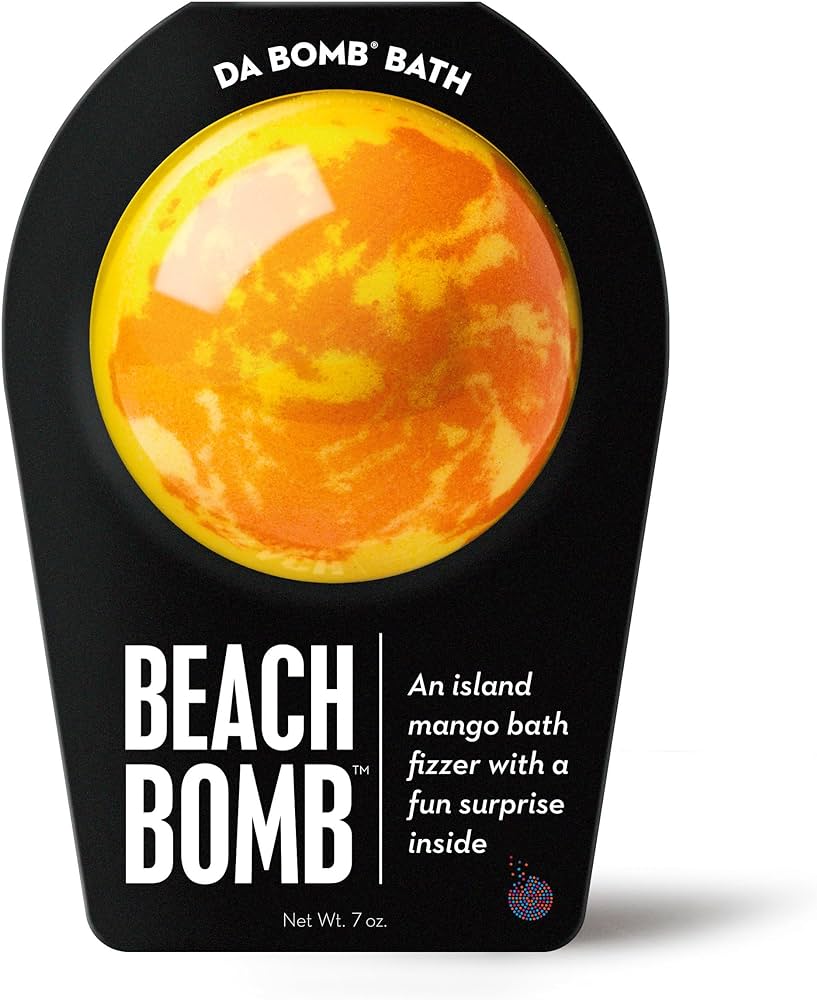 DA BOMB® BATH
BEACH
BOMB™
An island
mango bath
fizzer with a
fun surprise
inside
Net Wt. 7 oz.